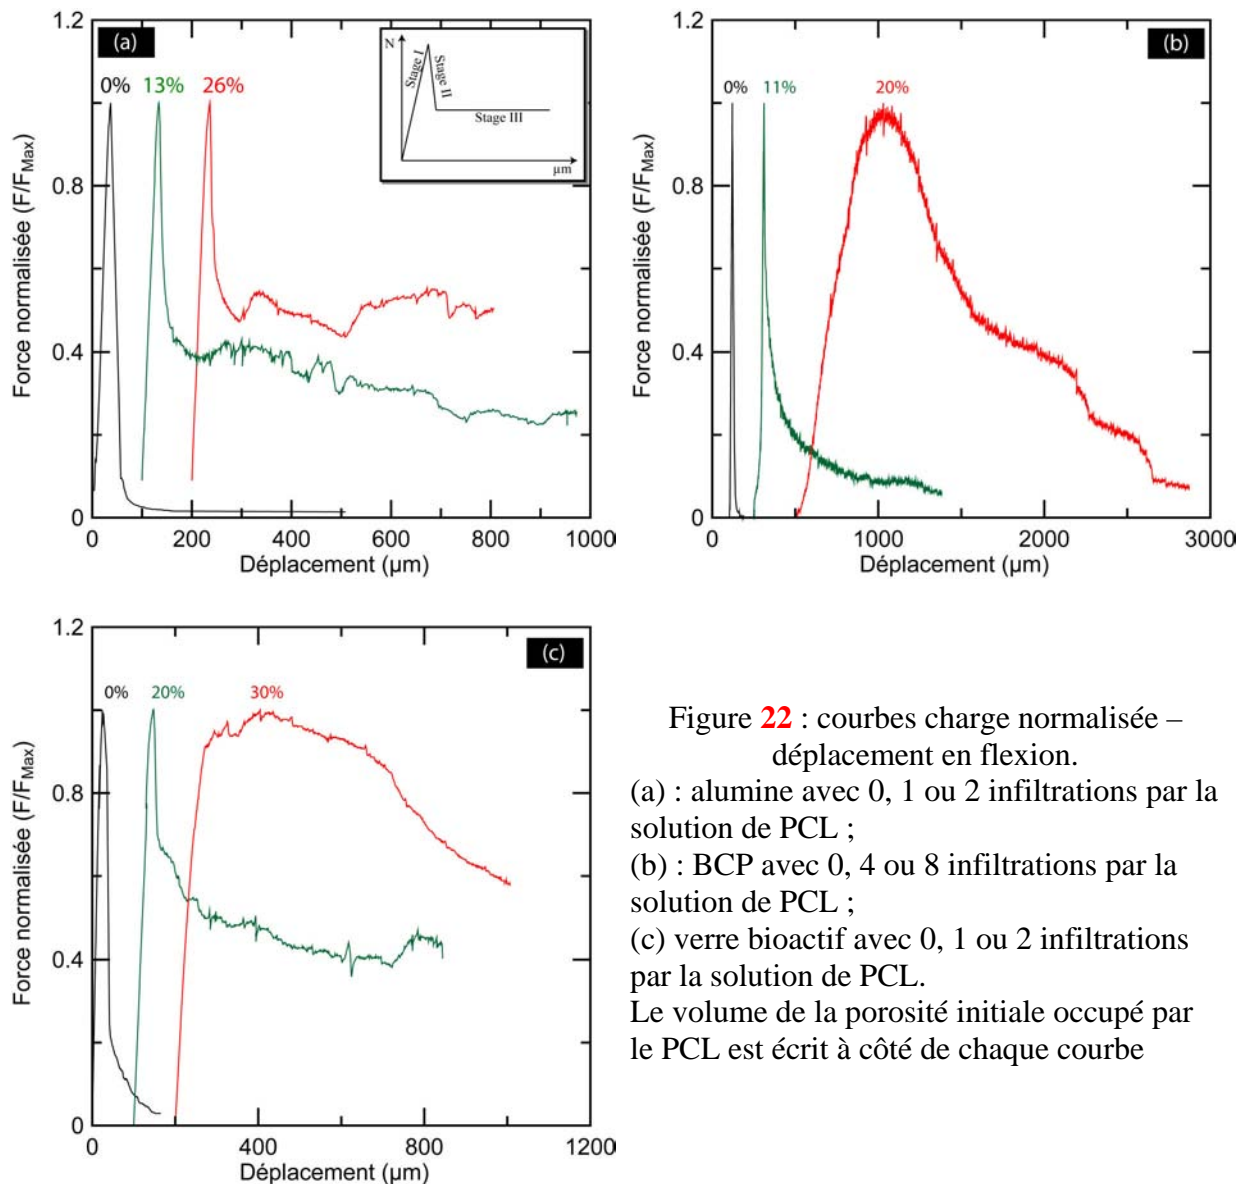 (a)
1.2
0.8
0.4
0
Force normalisée (F/FMax)
0%
13%
26%
N
Stage I
Stage II
Stage III
µm
0
200
400
600
800
1000
Déplacement (µm)
(b)
1.2
0.8
0.4
0
Force normalisée (F/FMax)
0%
11%
20%
0
1000
2000
3000
Déplacement (µm)
(c)
1.2
0.8
0.4
0
Force normalisée (F/FMax)
0%
20%
30%
0
400
800
1200
Déplacement (µm)
Figure 22 : courbes charge normalisée –
déplacement en flexion.
(a) : alumine avec 0, 1 ou 2 infiltrations par la
solution de PCL ;
(b) : BCP avec 0, 4 ou 8 infiltrations par la
solution de PCL ;
(c) verre bioactif avec 0, 1 ou 2 infiltrations
par la solution de PCL.
Le volume de la porosité initiale occupé par
le PCL est écrit à côté de chaque courbe